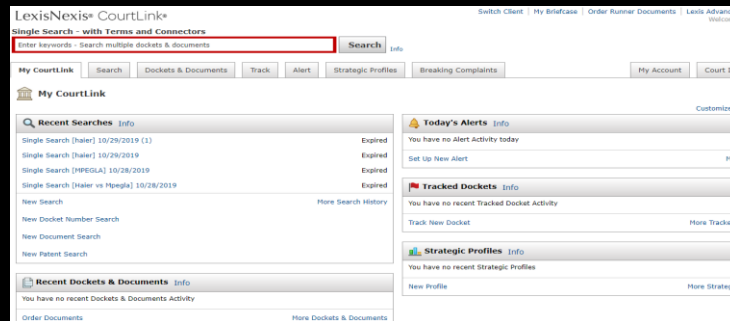 LexisNexis® CourtLink®
Switch Client | My Briefcase | Order Runner Documents | Lexis Advanc
Welcom
Single Search - with Terms and Connectors
Enter keywords - Search multiple dockets & documents Search Info
My CourtLink Search Dockets & Documents Track Alert Strategic Profiles Breaking Complaints My Account Court
My CourtLink
Customize
Recent Searches Info
Single Search [haier] 10/29/2019 (1) Expired
Single Search [haier] 10/29/2019 Expired
Single Search [MPEGLA] 10/28/2019 Expired
Single Search [Haier vs Mpegla] 10/28/2019 Expired
New Search More Search History
New Docket Number Search
New Document Search
New Patent Search
Recent Dockets & Documents Info
You have no recent Dockets & Documents Activity
Order Documents More Dockets & Documents
Today's Alerts Info
You have no Alert Activity today
Set Up New Alert M
Tracked Dockets Info
You have no recent Tracked Docket Activity
Track New Docket More Tracke
Strategic Profiles Info
You have no recent Strategic Profiles
New Profile More Strateg